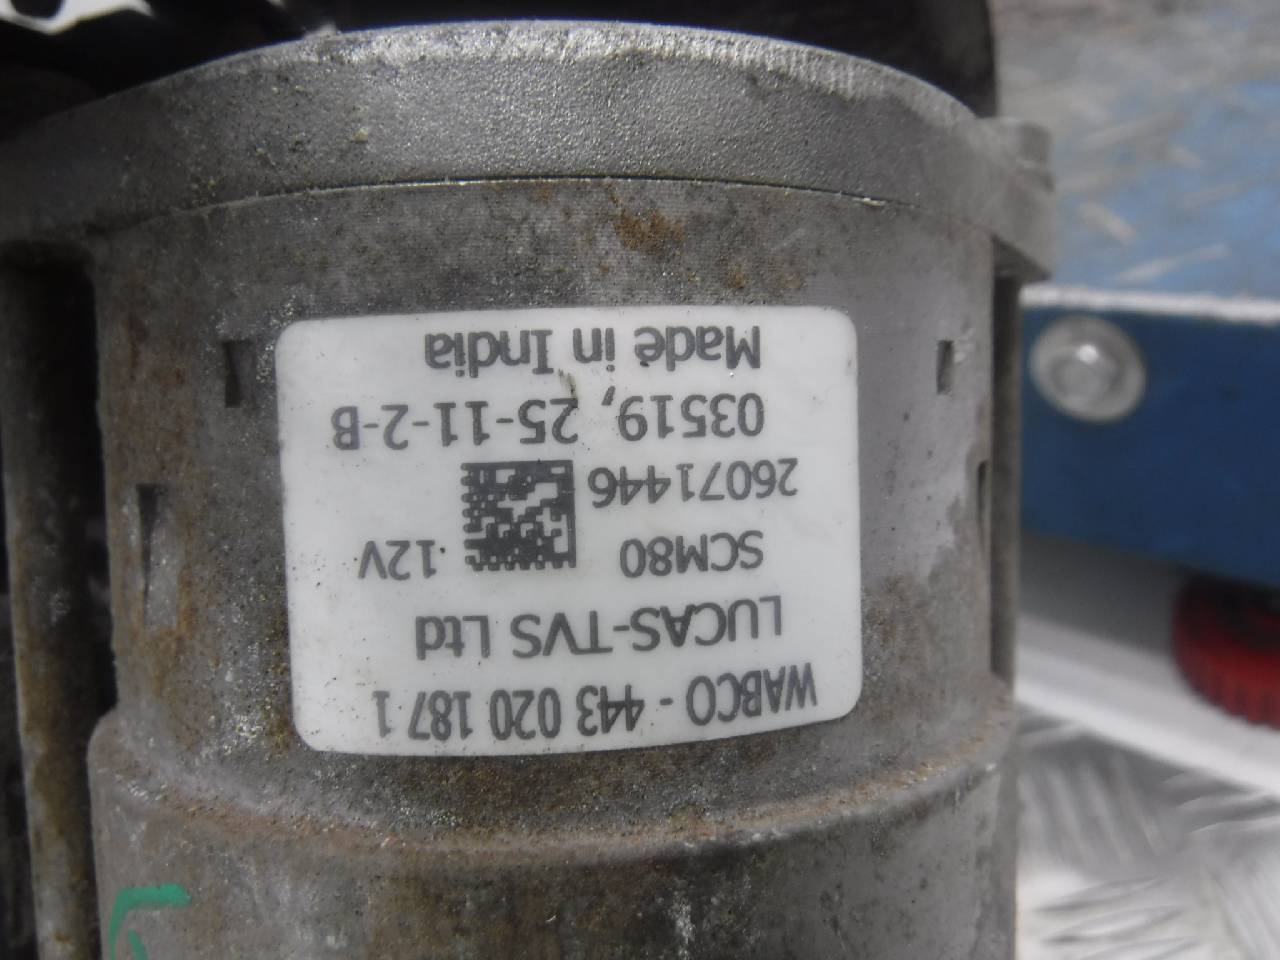 WABCO - 443 020 187 1
LUCAS-TVS Ltd
SCM80 12V
26071446
03519, 25-11-2-B
Made in India